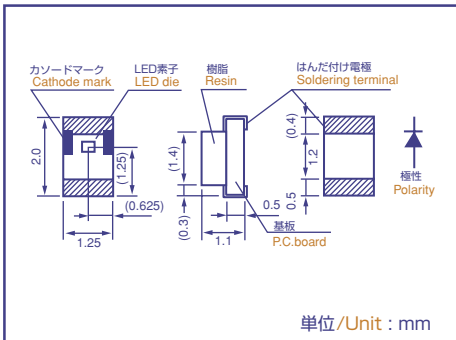 カソードマーク
Cathode mark
LED素子
LED die
樹脂
Resin
はんだ付け電極
Soldering terminal
2.0
(1.25)
(0.625)
1.25
(1.4)
(0.3)
1.1
0.5
基板
P.C.board
(0.4)
1.2
0.5
極性
Polarity
単位/Unit : mm